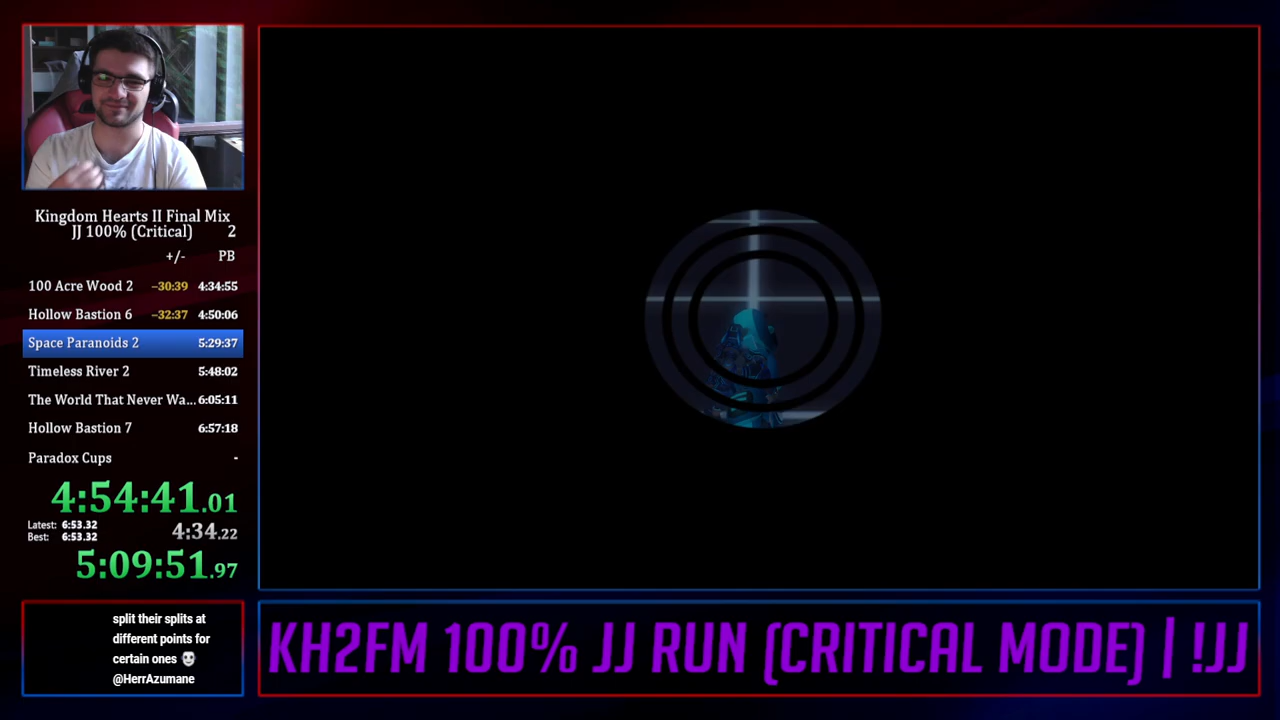 Kingdom Hearts II Final Mix
JJ 100% (Critical) 2
+/- PB
100 Acre Wood 2 −30:39 4:34:55
Hollow Bastion 6 −32:37 4:50:06
Space Paranoids 2 5:29:37
Timeless River 2 5:48:02
The World That Never Wa... 6:05:11
Hollow Bastion 7 6:57:18
Paradox Cups -
4:54:41.01
Latest: 6:53.32
Best: 6:53.32
4:34.22
5:09:51.97
split their splits at
different points for
certain ones 💀
@HerrAzumane
KH2FM 100% JJ RUN (CRITICAL MODE) | !JJ